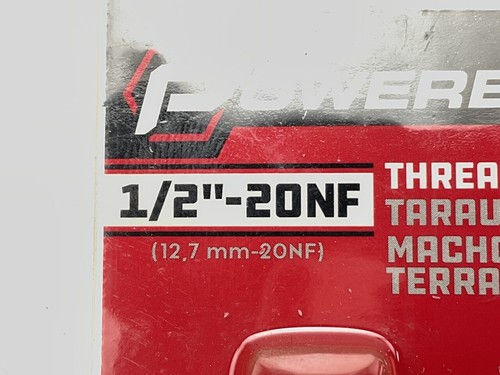 POWERE
1/2"-20NF
(12,7 mm-20NF)
THREA
TARAU
MACHO
TERRA